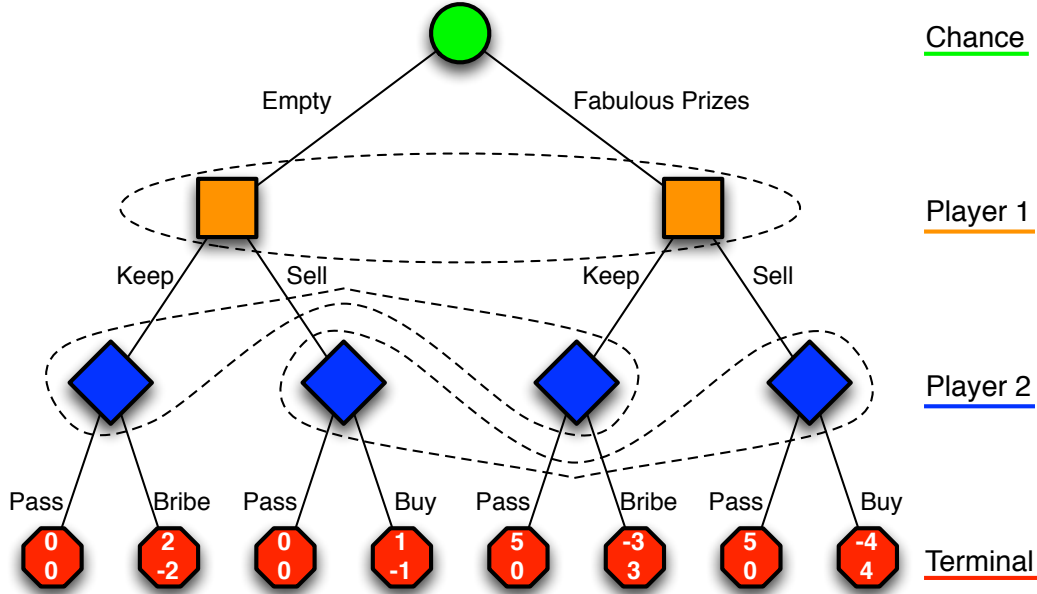 Chance
Empty
Fabulous Prizes
Player 1
Keep
Sell
Keep
Sell
Player 2
Pass
Bribe
Pass
Buy
Pass
Bribe
Pass
Buy
0
0
2
-2
0
0
1
-1
5
0
-3
3
5
0
-4
4
Terminal